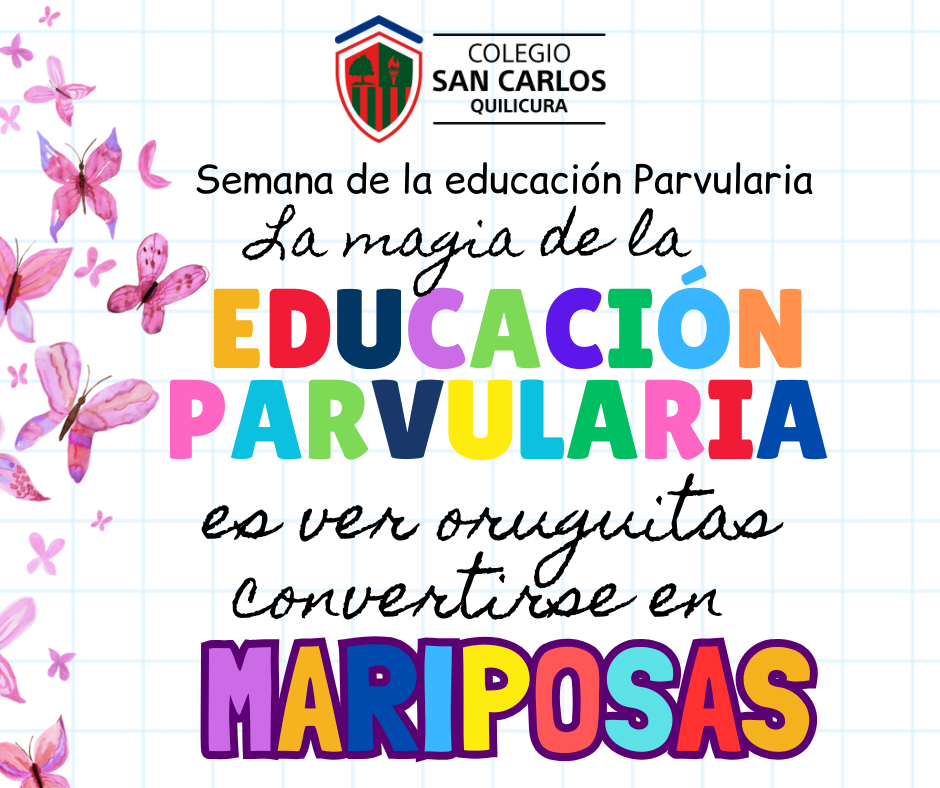 COLEGIO
SAN CARLOS
QUILICURA
Semana de la educación Parvularia
La magia de la
EDUCACIÓN
PARVULARIA
es ver oruguitas
convertirse en
MARIPOSAS